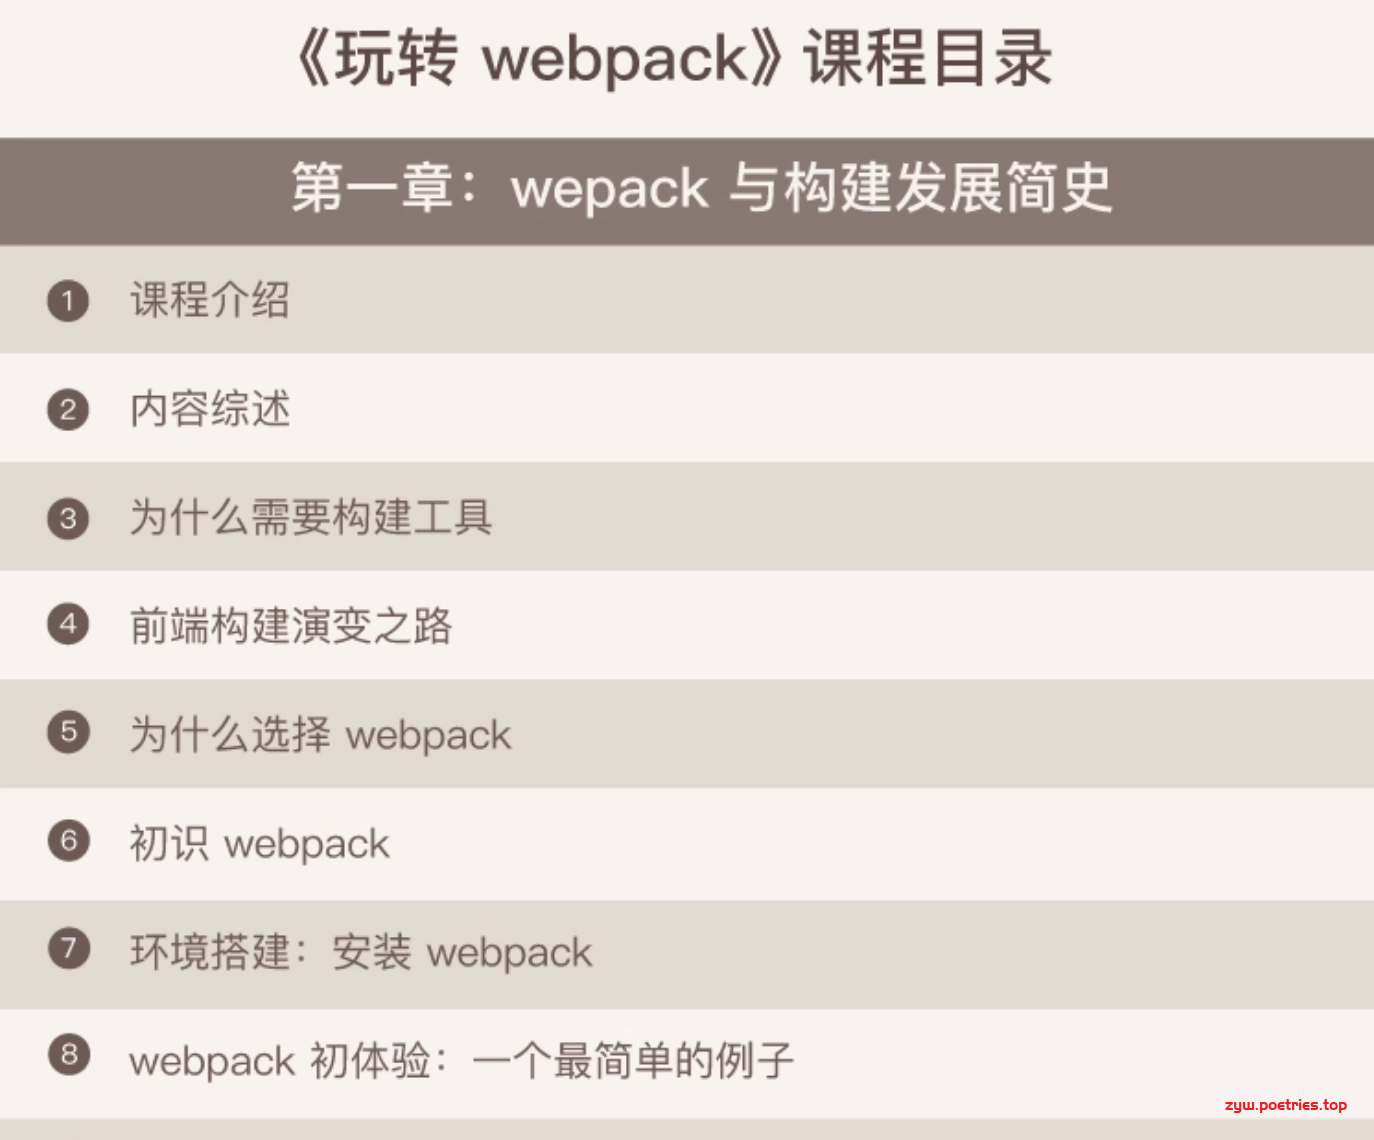 《玩转 webpack》课程目录
第一章：wepack 与构建发展简史
1 课程介绍
2 内容综述
3 为什么需要构建工具
4 前端构建演变之路
5 为什么选择 webpack
6 初识 webpack
7 环境搭建：安装 webpack
8 webpack 初体验：一个最简单的例子
zyw.poetries.top